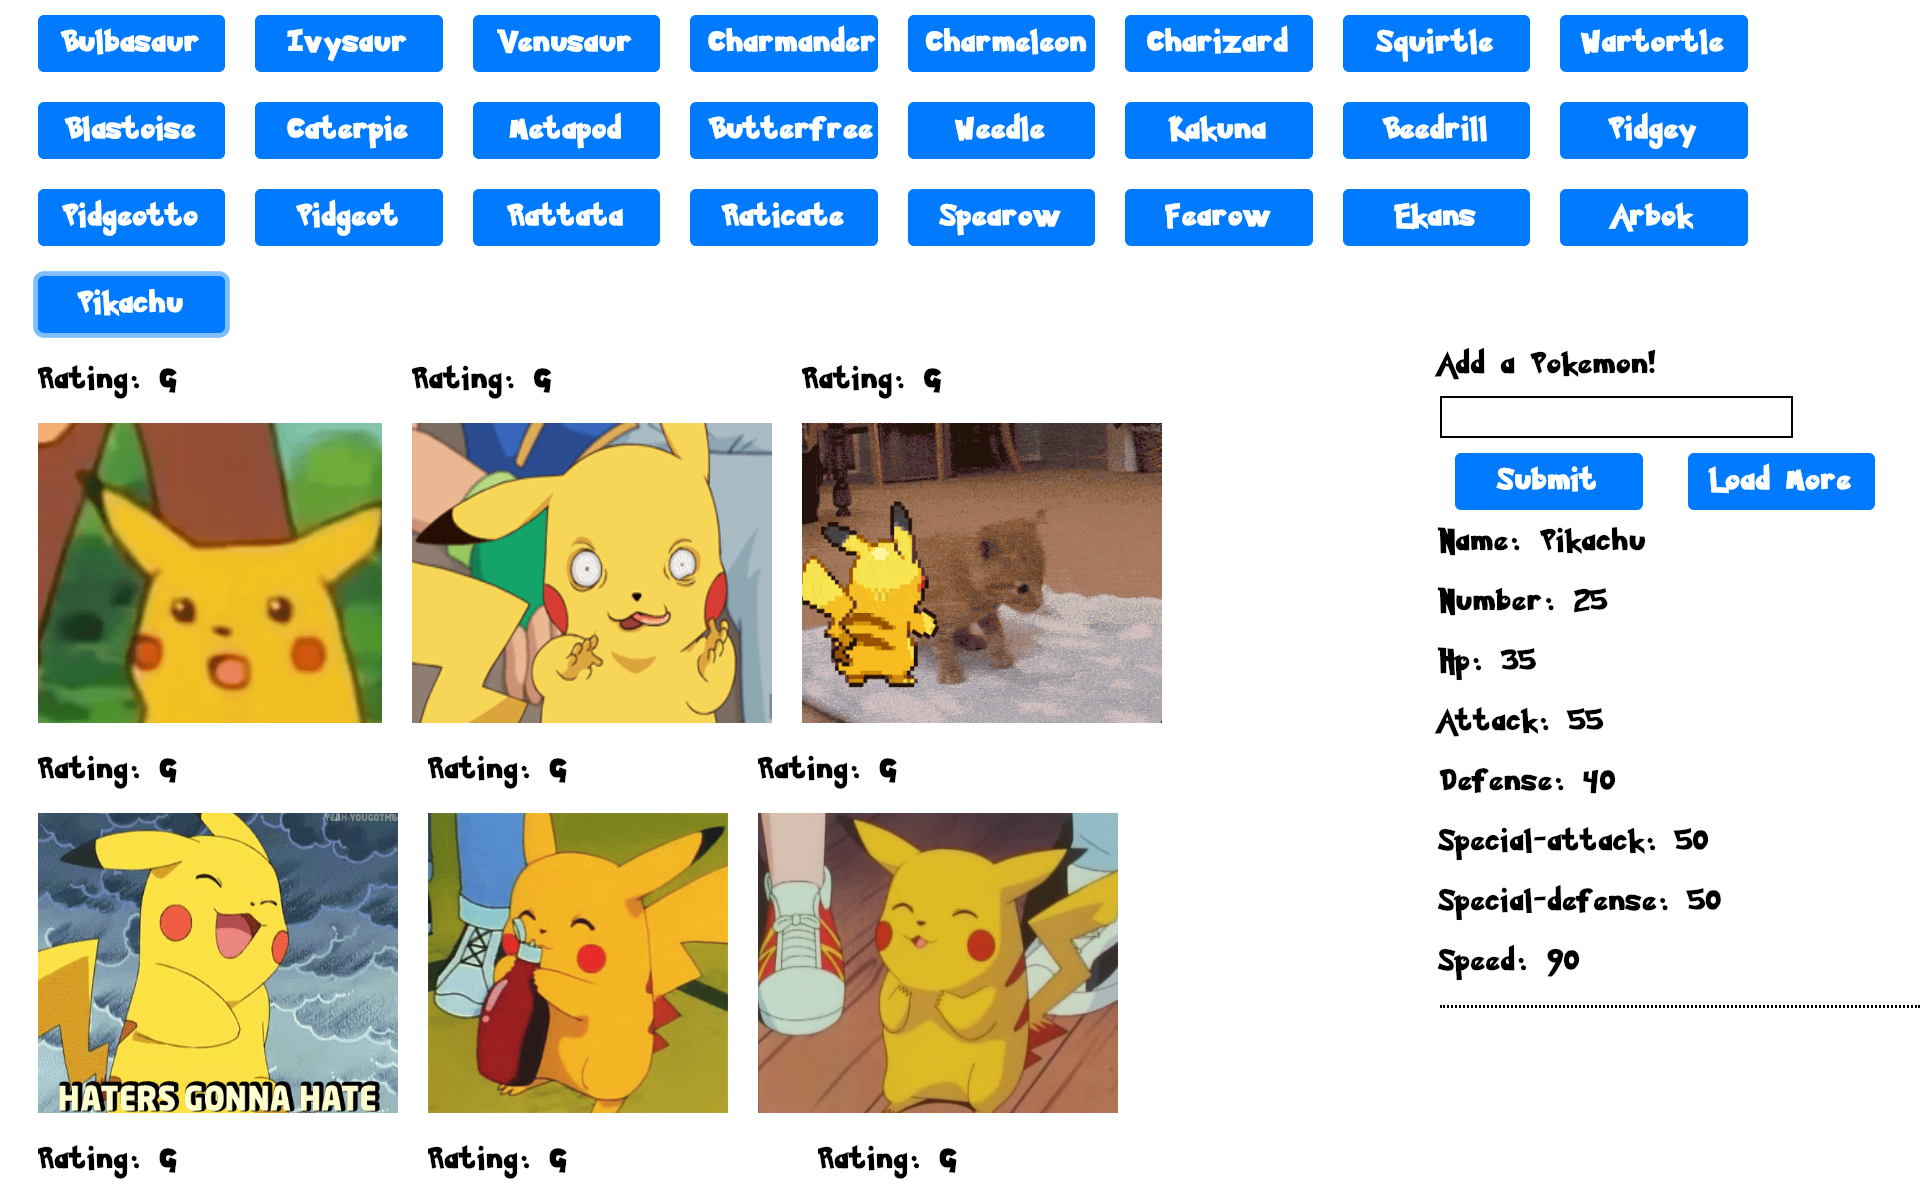 Bulbasaur Ivysaur Venusaur Charmander Charmeleon Charizard Squirtle Wartortle
Blastoise Caterpie Metapod Butterfree Weedle Kakuna Beedrill Pidgey
Pidgeotto Pidgeot Rattata Raticate Spearow Fearow Ekans Arbok
Pikachu
Rating: G Rating: G Rating: G
Rating: G Rating: G Rating: G
YEAH-YOUGOTME
HATERS GONNA HATE
Rating: G Rating: G Rating: G
Add a Pokemon!
Submit Load More
Name: Pikachu
Number: 25
Hp: 35
Attack: 55
Defense: 40
Special-attack: 50
Special-defense: 50
Speed: 90